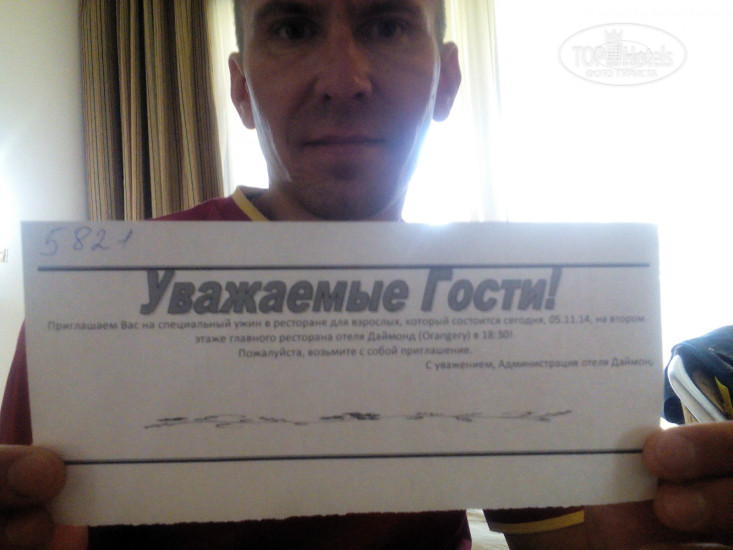 TOPHotels
ФОТО ТУРИСТА
5821
Уважаемые Гости!
Приглашаем Вас на специальный ужин в ресторане для взрослых, который состоится сегодня, 05.11.14, на втором
этаже главного ресторана отеля Даймонд (Orangery) в 18:30!
Пожалуйста, возьмите с собой приглашение.
С уважением, Администрация отеля Даймон,